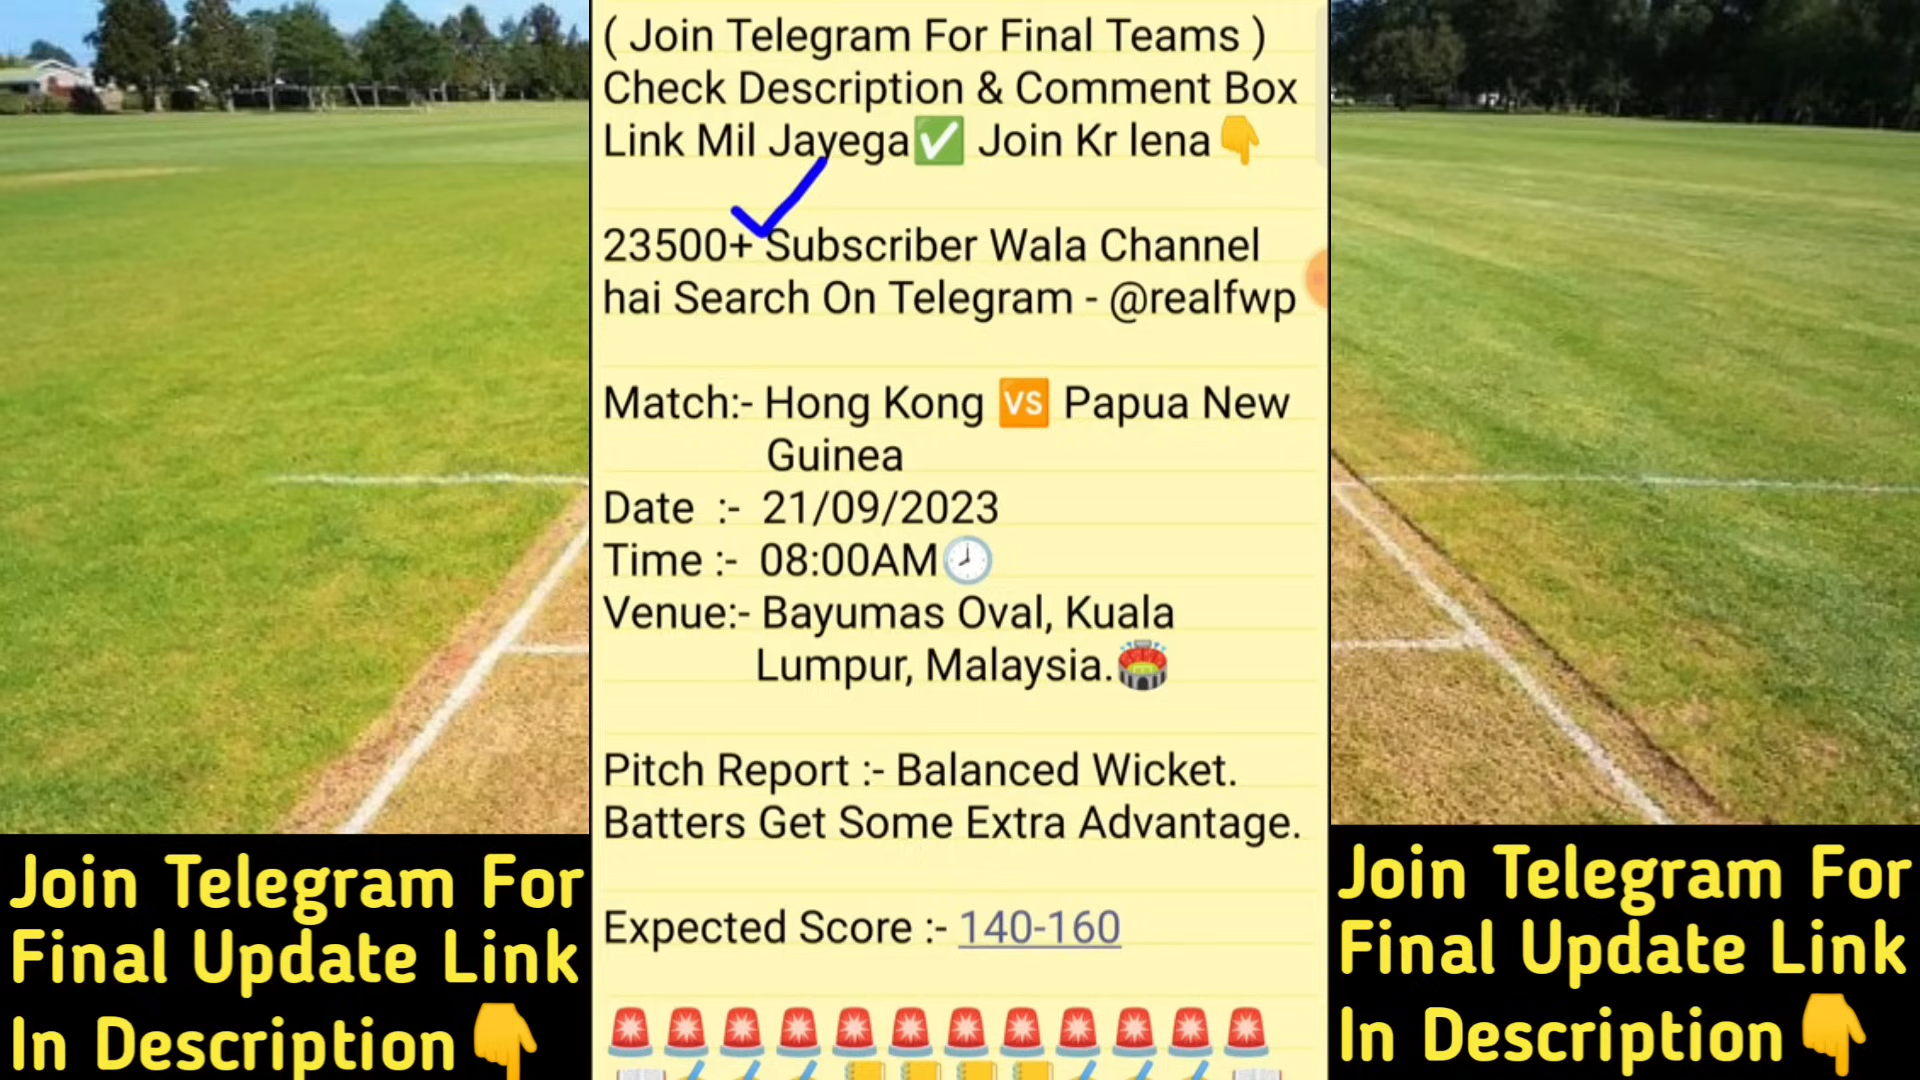 ( Join Telegram For Final Teams )
Check Description & Comment Box
Link Mil Jayega✅ Join Kr lena👇
23500+ Subscriber Wala Channel
hai Search On Telegram - @realfwp
Match:- Hong Kong 🆚 Papua New
Guinea
Date :- 21/09/2023
Time :- 08:00AM🕗
Venue:- Bayumas Oval, Kuala
Lumpur, Malaysia.🏟
Pitch Report :- Balanced Wicket.
Batters Get Some Extra Advantage.
Expected Score :- 140-160
Join Telegram For
Final Update Link
In Description👇
Join Telegram For
Final Update Link
In Description👇